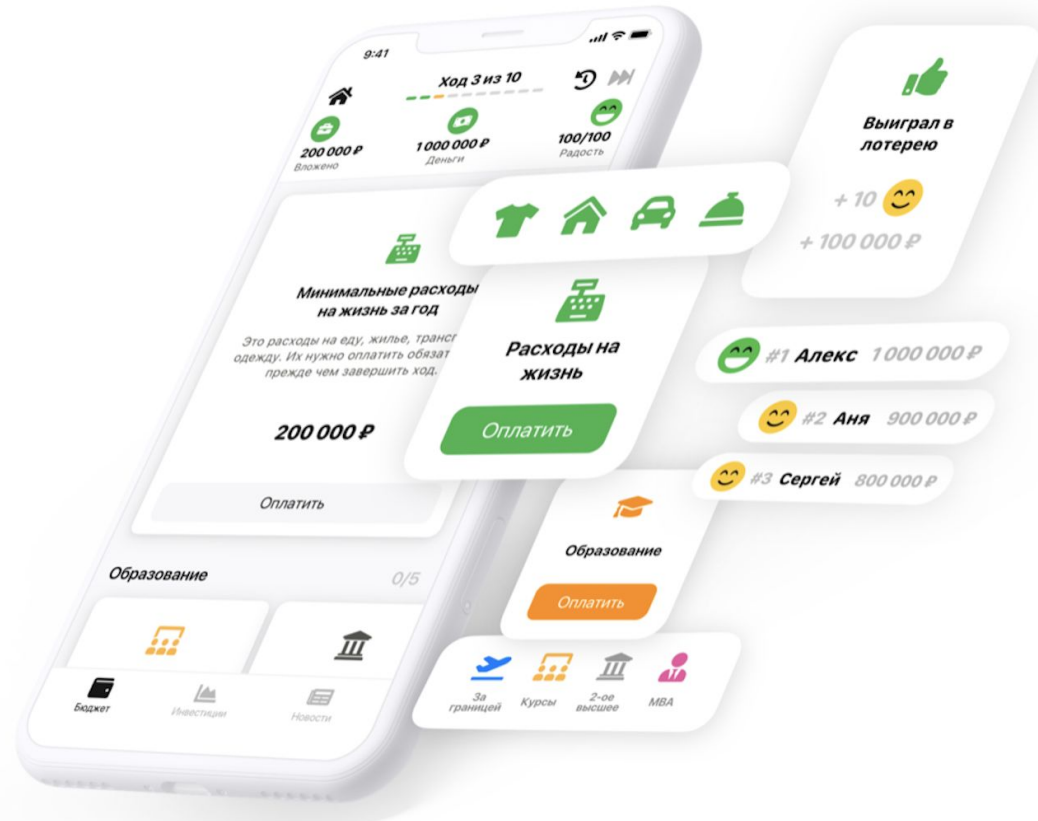 9:41
Ход 3 из 10
200 000 ₽
Вложено
1 000 000 ₽
Деньги
100/100
Радость
Минимальные расходы
на жизнь за год
Это расходы на еду, жилье,
одежду. Их нужно оплатить
прежде чем завершить ход.
200 000 ₽
Оплатить
Образование
0/5
Бюджет
Инвестиции
Новости
Расходы на
жизнь
Оплатить
Выиграл в
лотерею
+ 10
+ 100 000 ₽
#1 Алекс 1 000 000 ₽
#2 Аня 900 000 ₽
#3 Сергей 800 000 ₽
Образование
Оплатить
За
границей
Курсы
2-ое
высшее
MBA